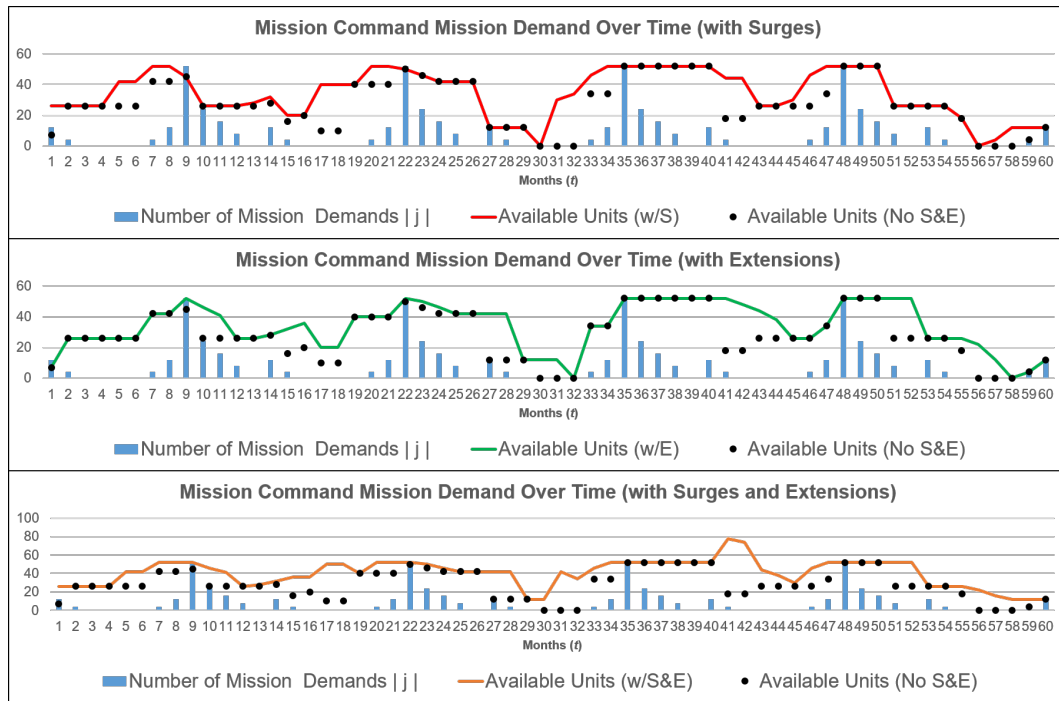 Mission Command Mission Demand Over Time (with Surges)
60
40
20
0
1 2 3 4 5 6 7 8 9 10 11 12 13 14 15 16 17 18 19 20 21 22 23 24 25 26 27 28 29 30 31 32 33 34 35 36 37 38 39 40 41 42 43 44 45 46 47 48 49 50 51 52 53 54 55 56 57 58 59 60
Months (t)
Number of Mission Demands | j | Available Units (w/S) Available Units (No S&E)
Mission Command Mission Demand Over Time (with Extensions)
60
40
20
0
1 2 3 4 5 6 7 8 9 10 11 12 13 14 15 16 17 18 19 20 21 22 23 24 25 26 27 28 29 30 31 32 33 34 35 36 37 38 39 40 41 42 43 44 45 46 47 48 49 50 51 52 53 54 55 56 57 58 59 60
Months (t)
Number of Mission Demands | j | Available Units (w/E) Available Units (No S&E)
Mission Command Mission Demand Over Time (with Surges and Extensions)
100
80
60
40
20
0
1 2 3 4 5 6 7 8 9 10 11 12 13 14 15 16 17 18 19 20 21 22 23 24 25 26 27 28 29 30 31 32 33 34 35 36 37 38 39 40 41 42 43 44 45 46 47 48 49 50 51 52 53 54 55 56 57 58 59 60
Months (t)
Number of Mission Demands | j | Available Units (w/S&E) Available Units (No S&E)